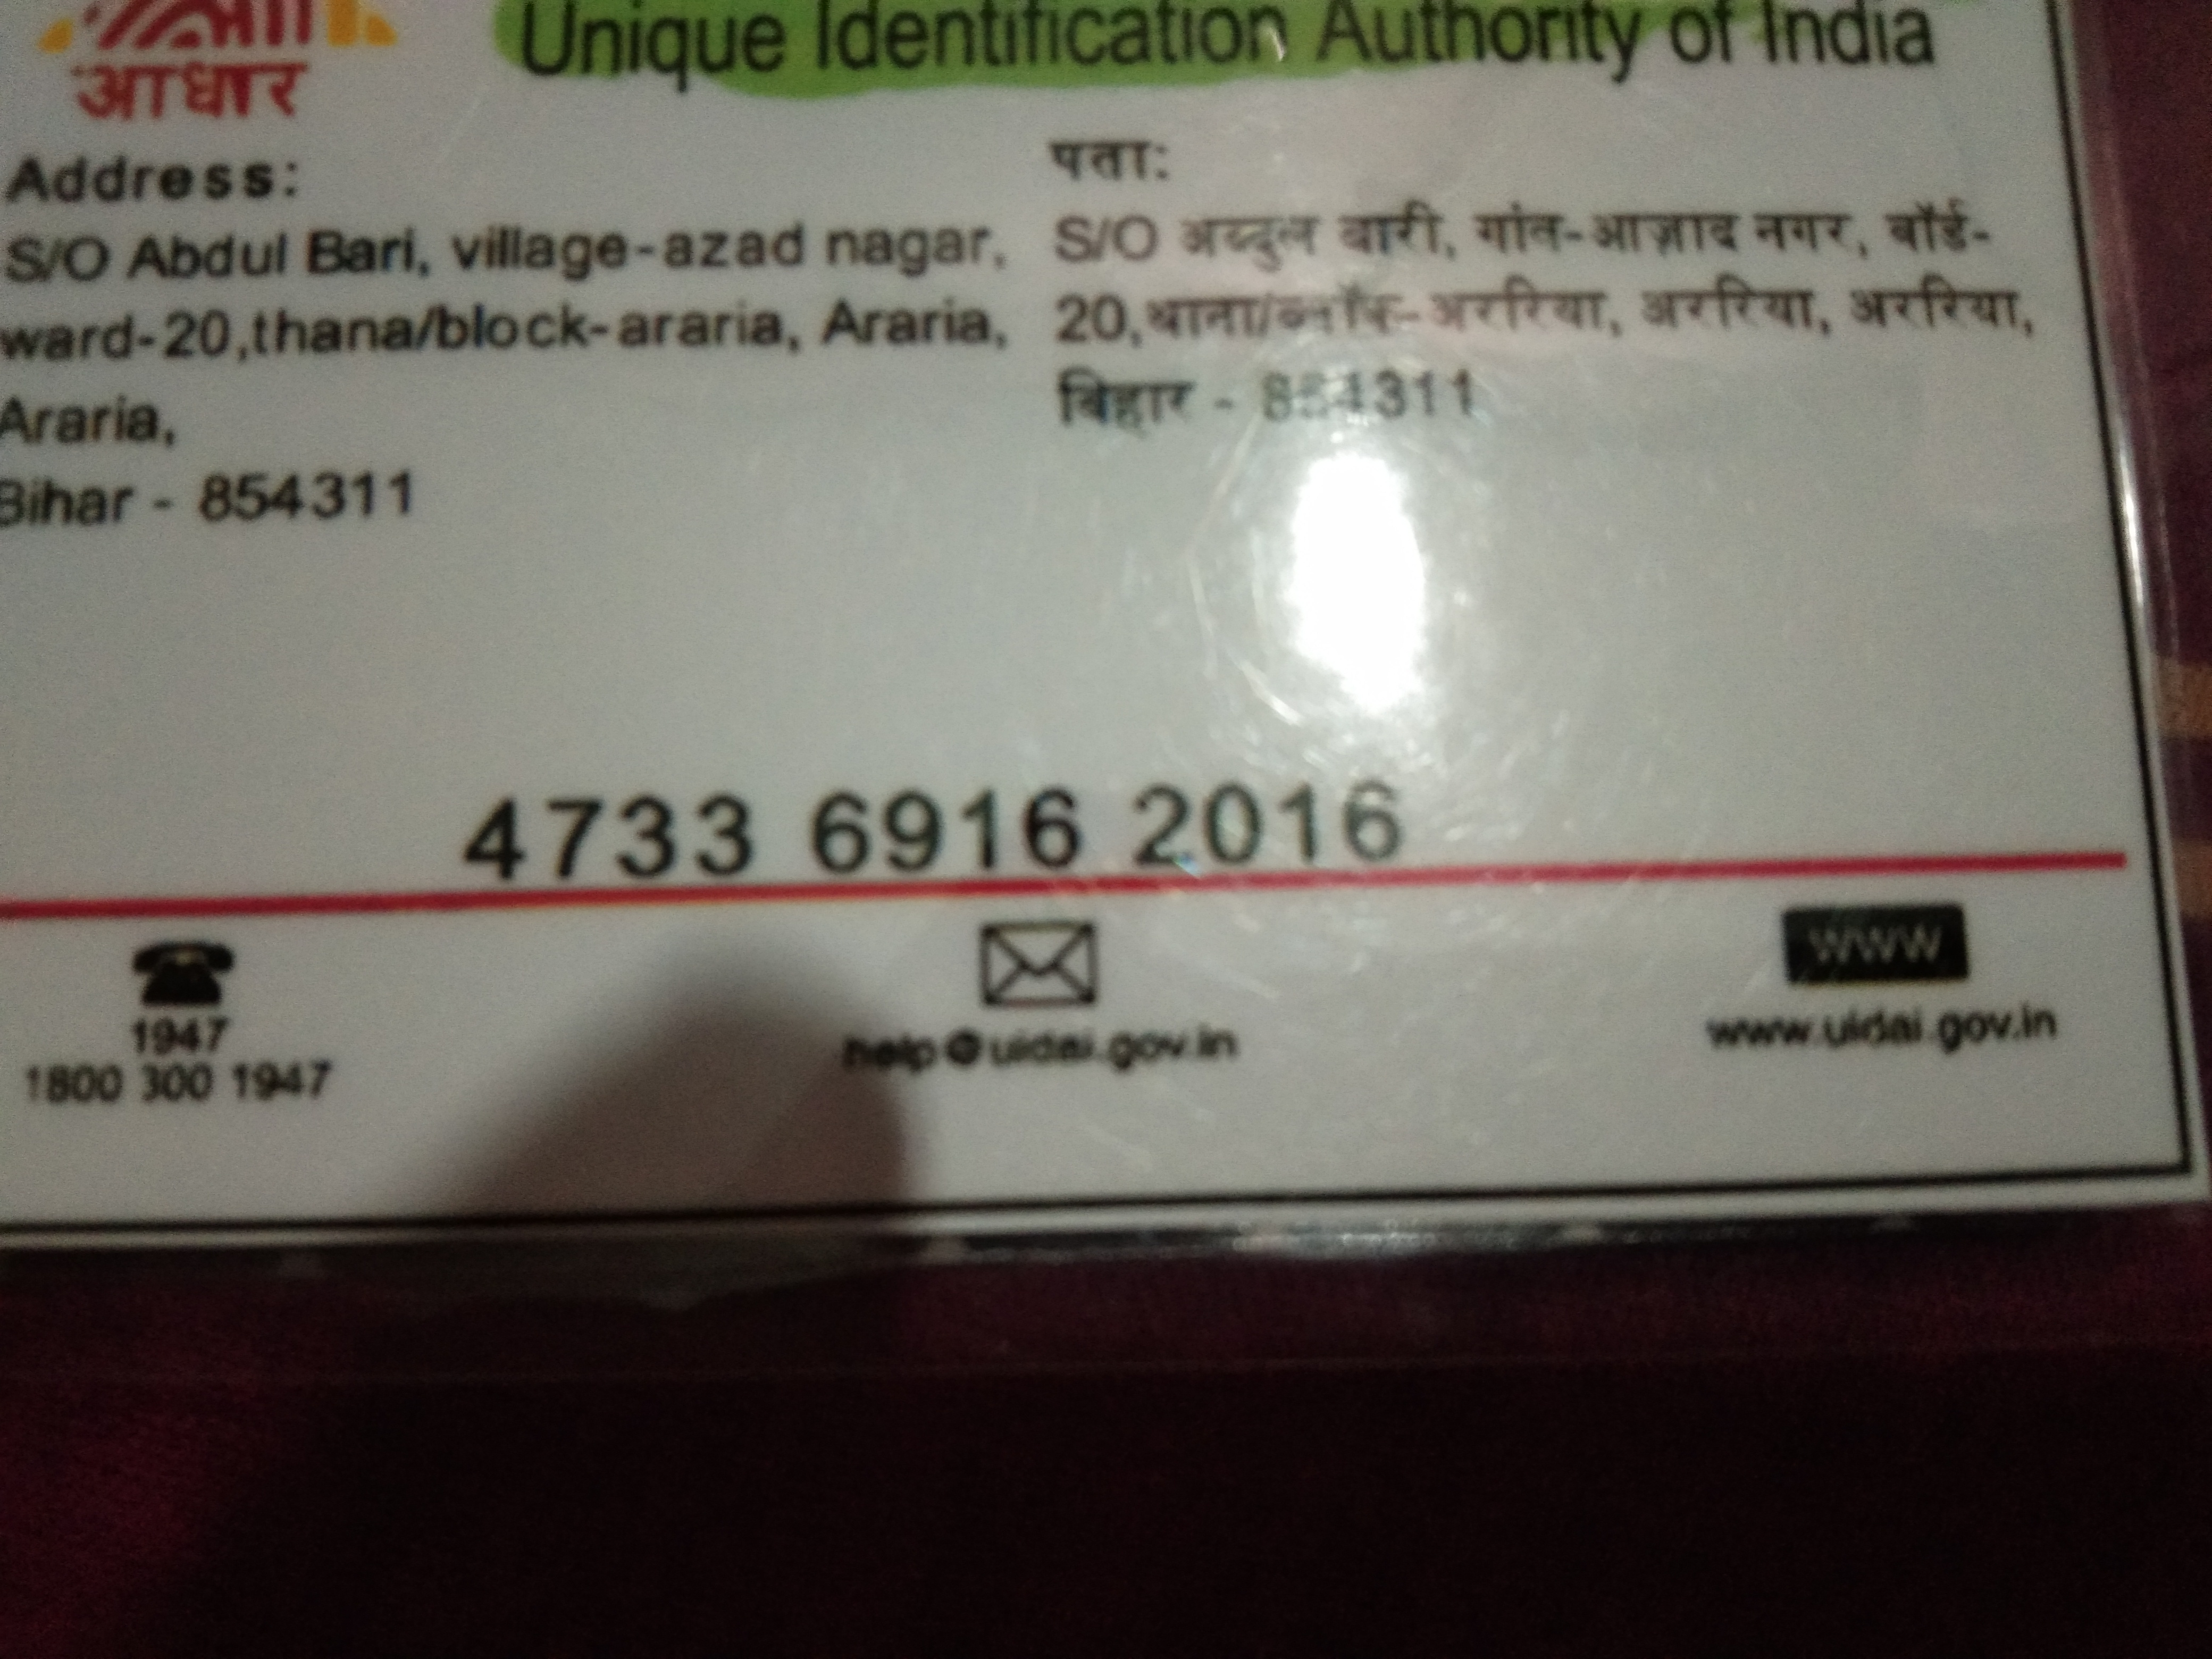 Unique Identification Authority of India
आधार
Address:
S/O Abdul Bari, village-azad nagar,
ward-20,thana/block-araria, Araria,
Araria,
Bihar - 854311
पता:
S/O अब्दुल बारी, गांव-आज़ाद नगर, वॉर्ड-
20,थाना/ब्लॉक-अररिया, अररिया, अररिया,
बिहार - 854311
4733 6916 2016
1947
1800 300 1947
help@uidai.gov.in
www
www.uidai.gov.in